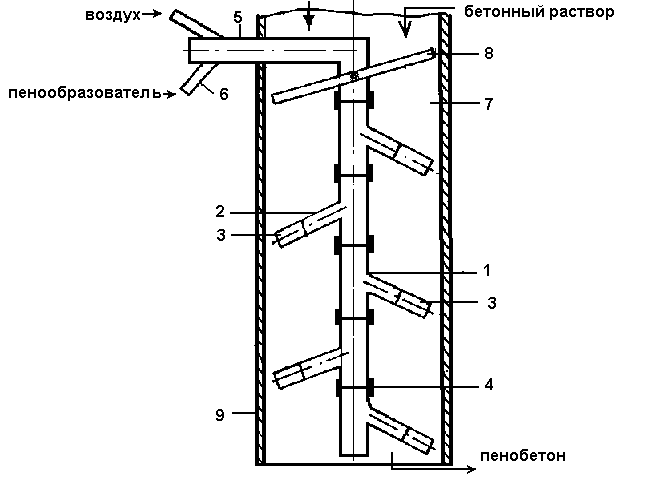 воздух
5
бетонный раствор
8
пенообразователь
6
7
2
3
1
3
4
9
пенобетон